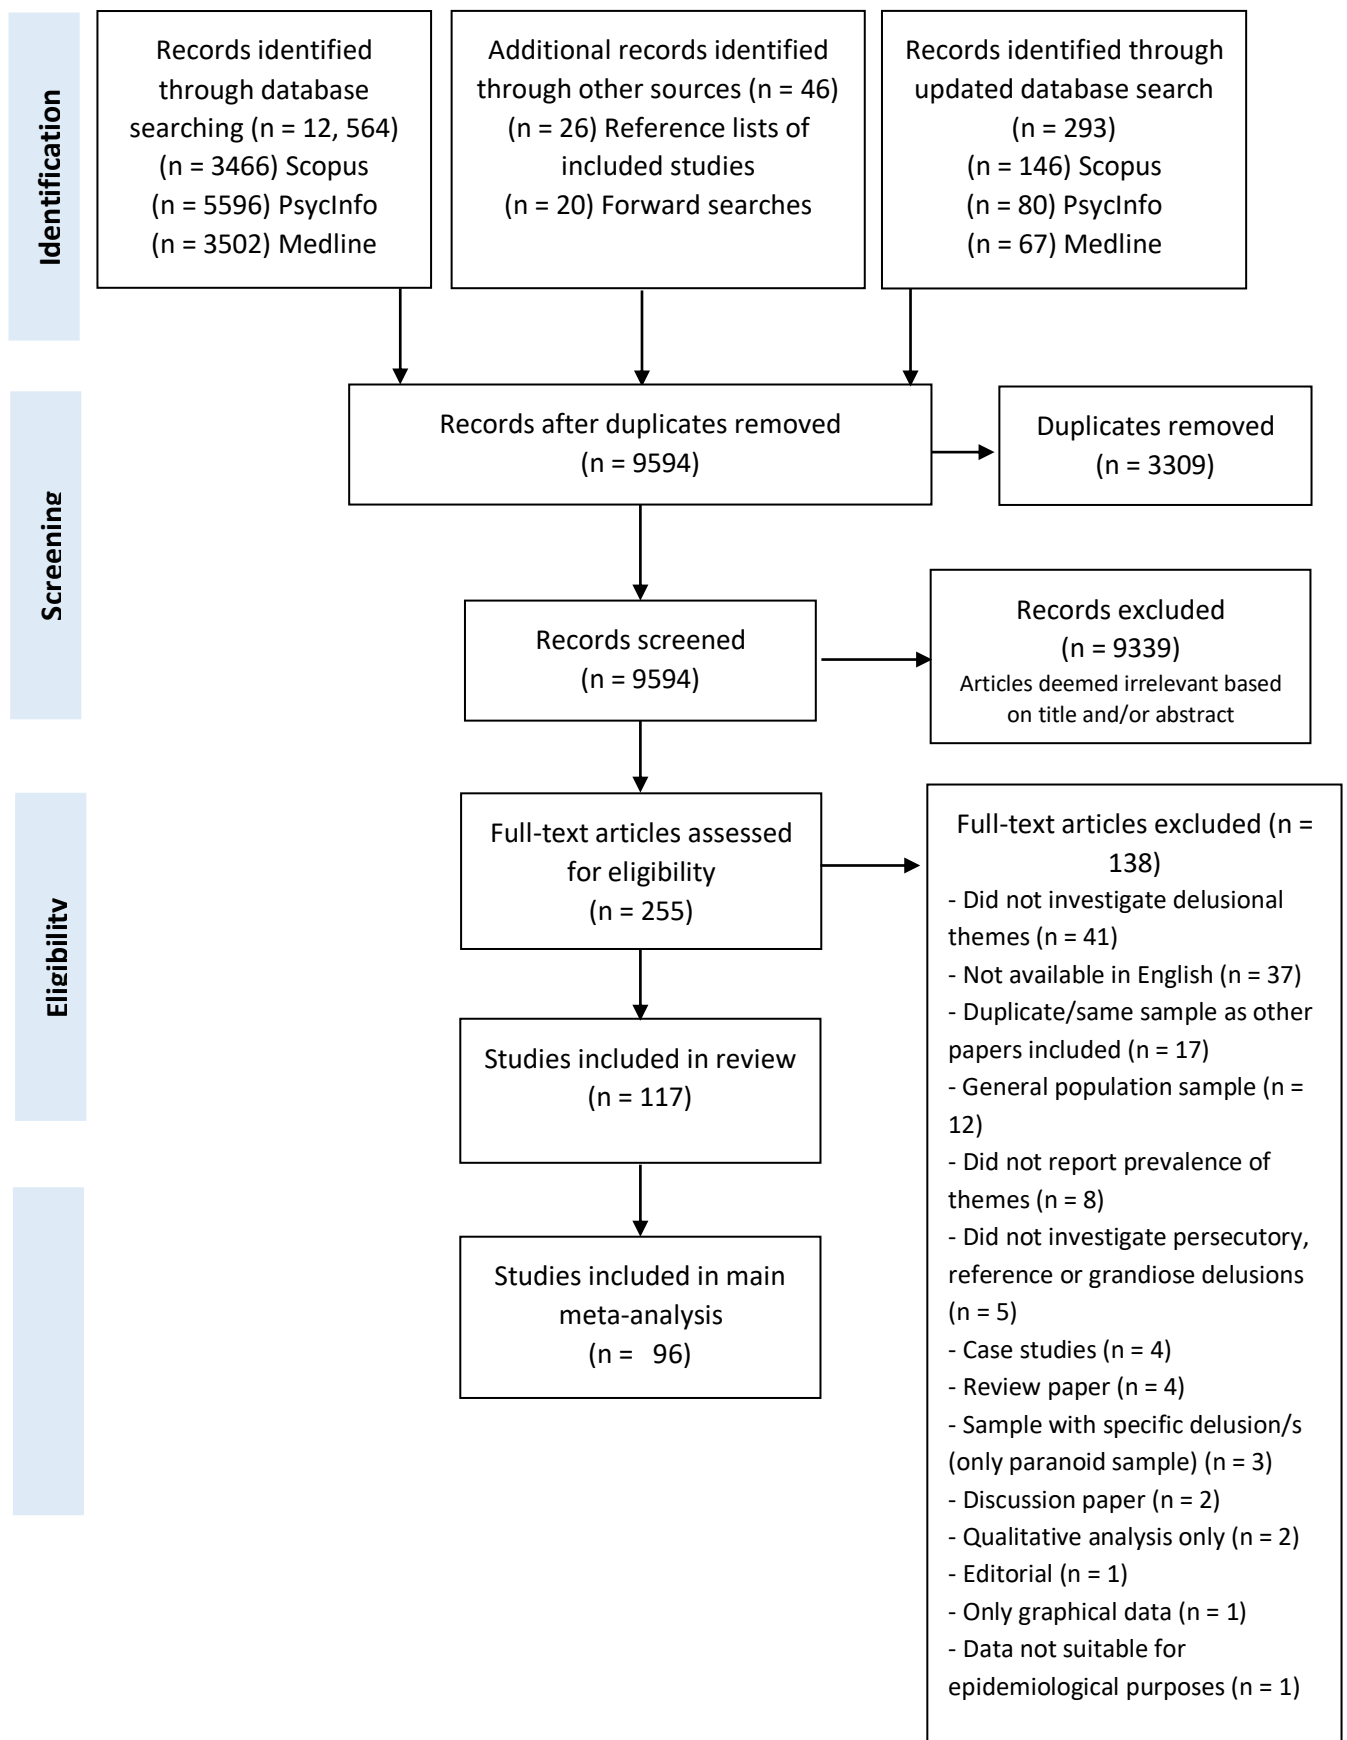 Identification
Records identified
through database
searching (n = 12, 564)
(n = 3466) Scopus
(n = 5596) PsycInfo
(n = 3502) Medline
Additional records identified
through other sources (n = 46)
(n = 26) Reference lists of
included studies
(n = 20) Forward searches
Records identified through
updated database search
(n = 293)
(n = 146) Scopus
(n = 80) PsycInfo
(n = 67) Medline
Screening
Records after duplicates removed
(n = 9594)
Duplicates removed
(n = 3309)
Records screened
(n = 9594)
Records excluded
(n = 9339)
Articles deemed irrelevant based
on title and/or abstract
Eligibility
Full-text articles assessed
for eligibility
(n = 255)
Full-text articles excluded (n =
138)
- Did not investigate delusional
themes (n = 41)
- Not available in English (n = 37)
- Duplicate/same sample as other
papers included (n = 17)
- General population sample (n =
12)
- Did not report prevalence of
themes (n = 8)
- Did not investigate persecutory,
reference or grandiose delusions
(n = 5)
- Case studies (n = 4)
- Review paper (n = 4)
- Sample with specific delusion/s
(only paranoid sample) (n = 3)
- Discussion paper (n = 2)
- Qualitative analysis only (n = 2)
- Editorial (n = 1)
- Only graphical data (n = 1)
- Data not suitable for
epidemiological purposes (n = 1)
Studies included in review
(n = 117)
Studies included in main
meta-analysis
(n =   96)